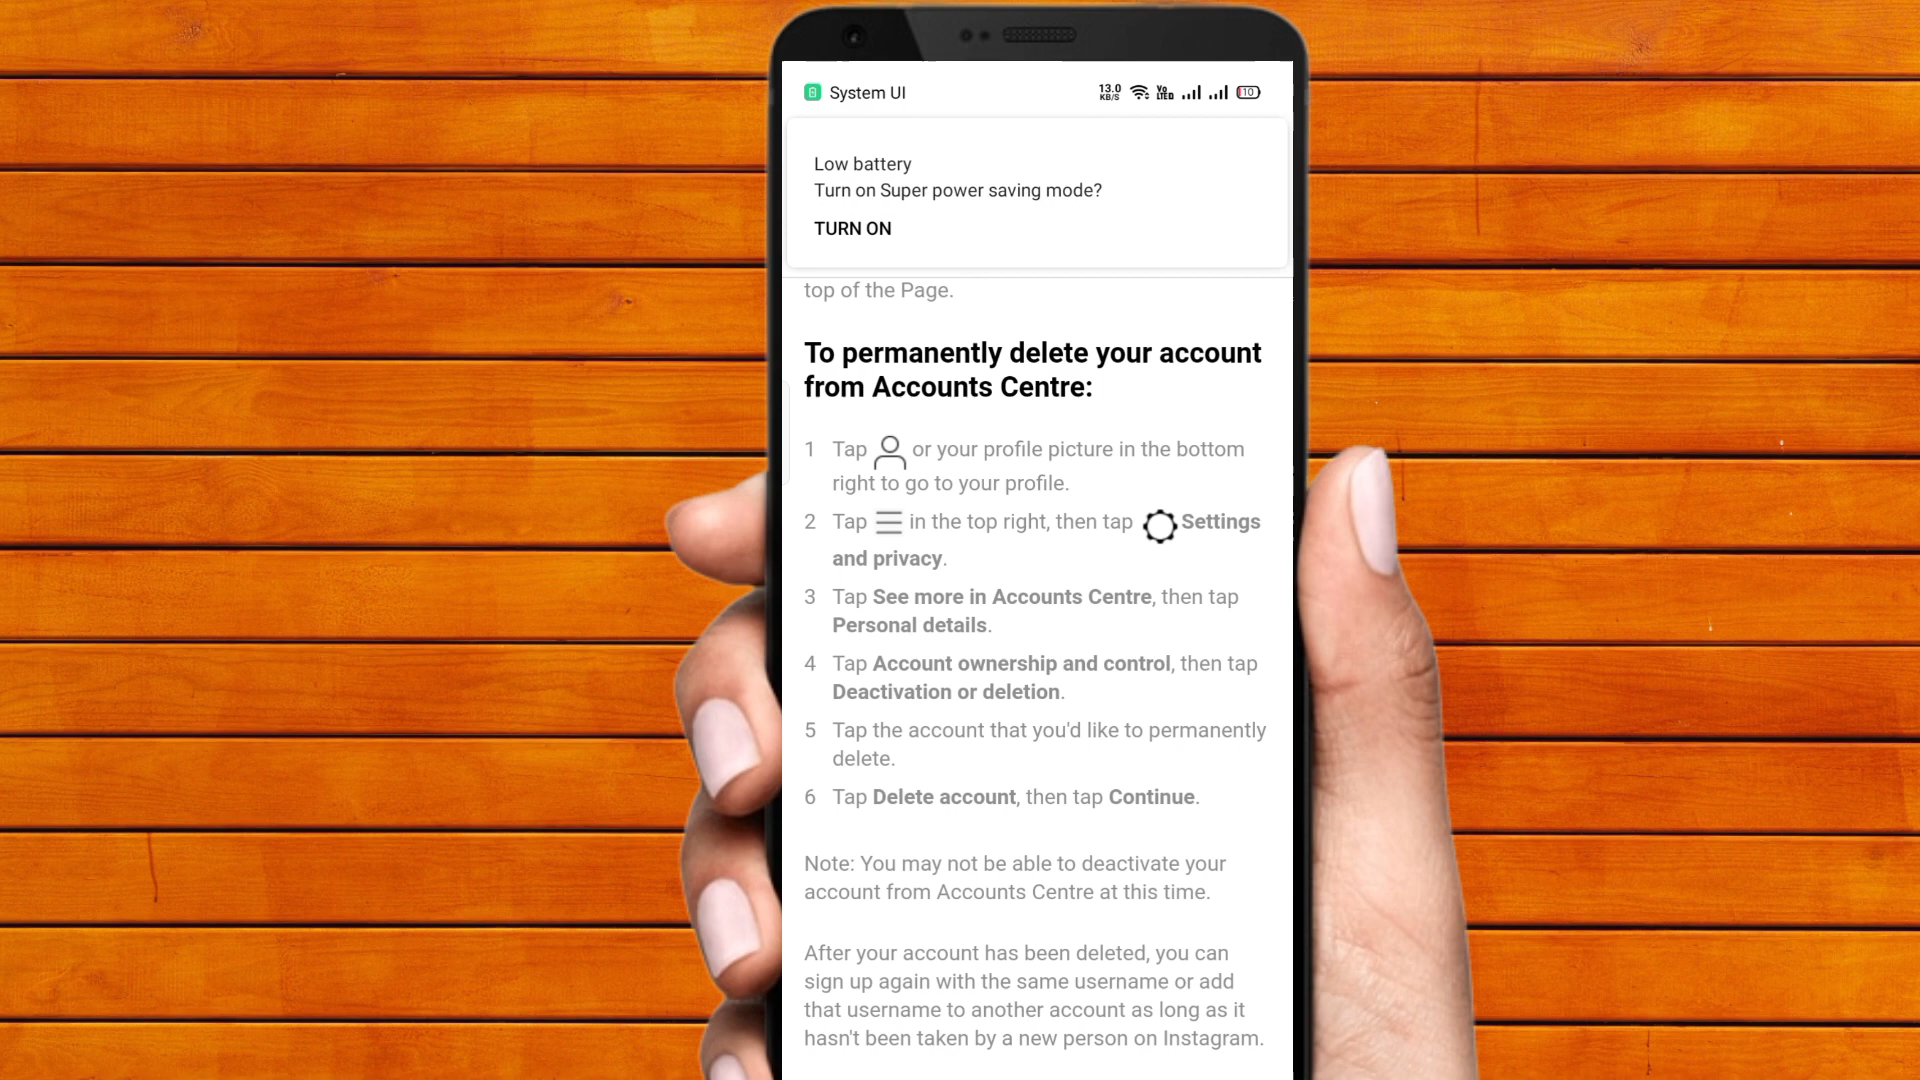 System UI
13.0
KB/S
Vo
LTE
10
Low battery
Turn on Super power saving mode?
TURN ON
top of the Page.
To permanently delete your account
from Accounts Centre:
1 Tap or your profile picture in the bottom
right to go to your profile.
2 Tap in the top right, then tap Settings
and privacy.
3 Tap See more in Accounts Centre, then tap
Personal details.
4 Tap Account ownership and control, then tap
Deactivation or deletion.
5 Tap the account that you'd like to permanently
delete.
6 Tap Delete account, then tap Continue.
Note: You may not be able to deactivate your
account from Accounts Centre at this time.
After your account has been deleted, you can
sign up again with the same username or add
that username to another account as long as it
hasn't been taken by a new person on Instagram.